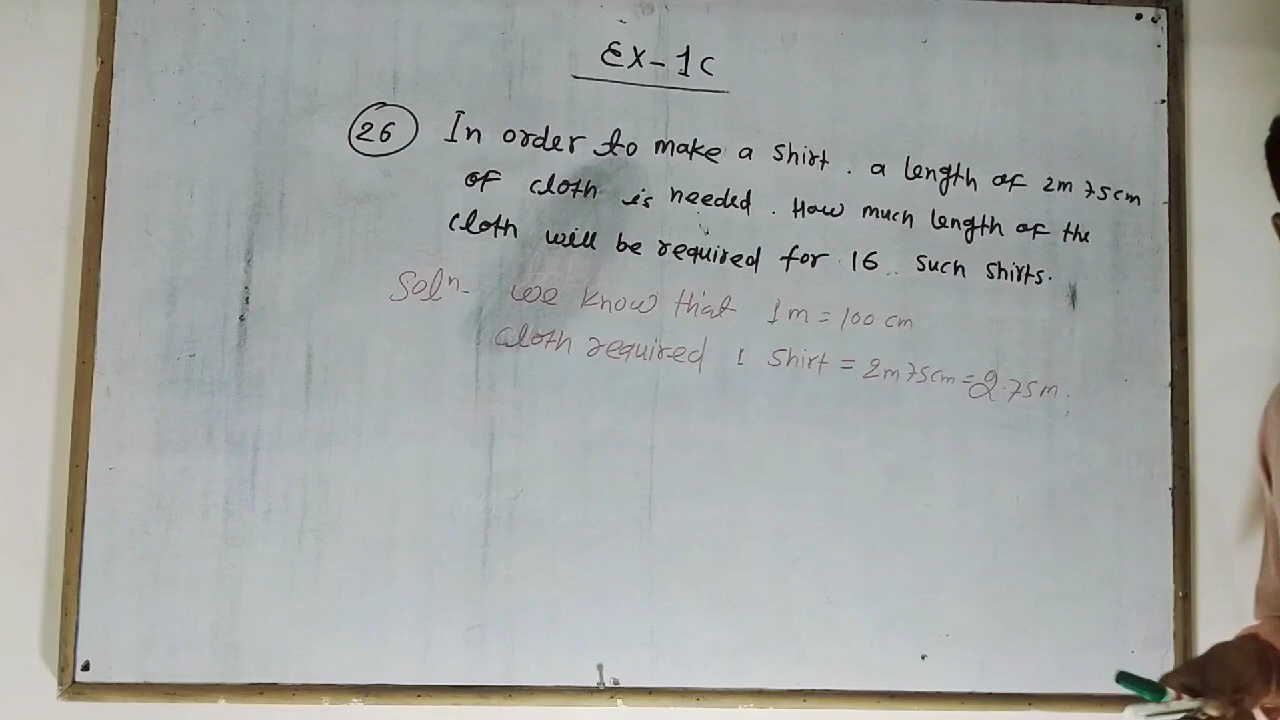 EX-1C
26 In order to make a shirt. a length of 2m 75cm
of cloth is needed. How much length of the
cloth will be required for 16 such shirts.
Solⁿ- we know that 1m = 100 cm
cloth required 1 shirt = 2m75cm = 2.75m.